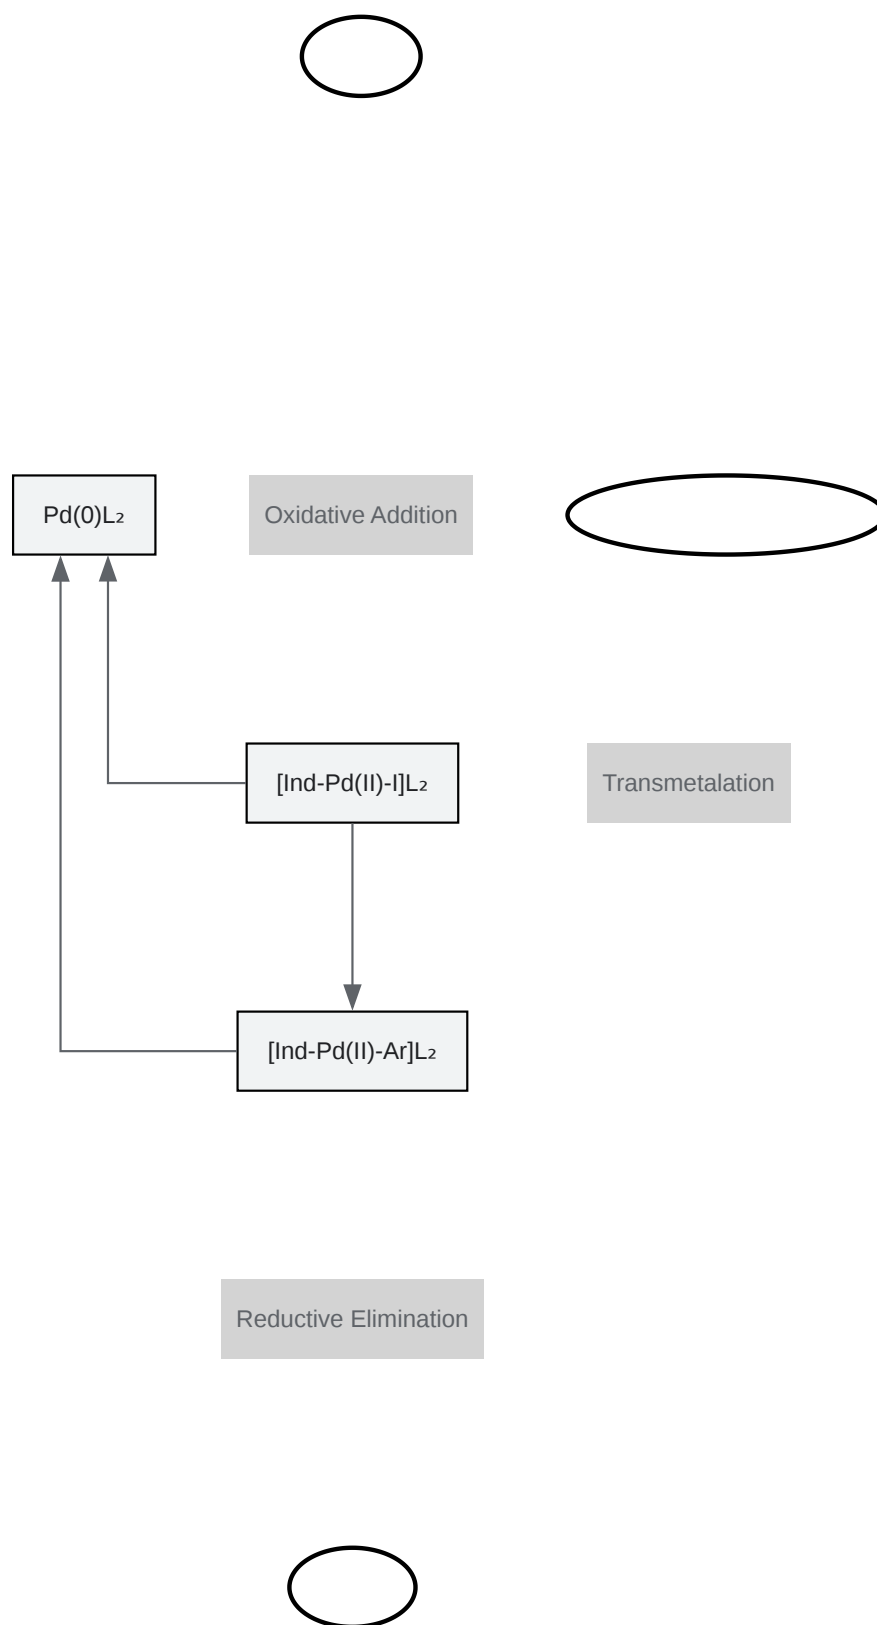 Pd(0)L₂
Oxidative Addition
[Ind-Pd(II)-I]L₂
Transmetalation
[Ind-Pd(II)-Ar]L₂
Reductive Elimination